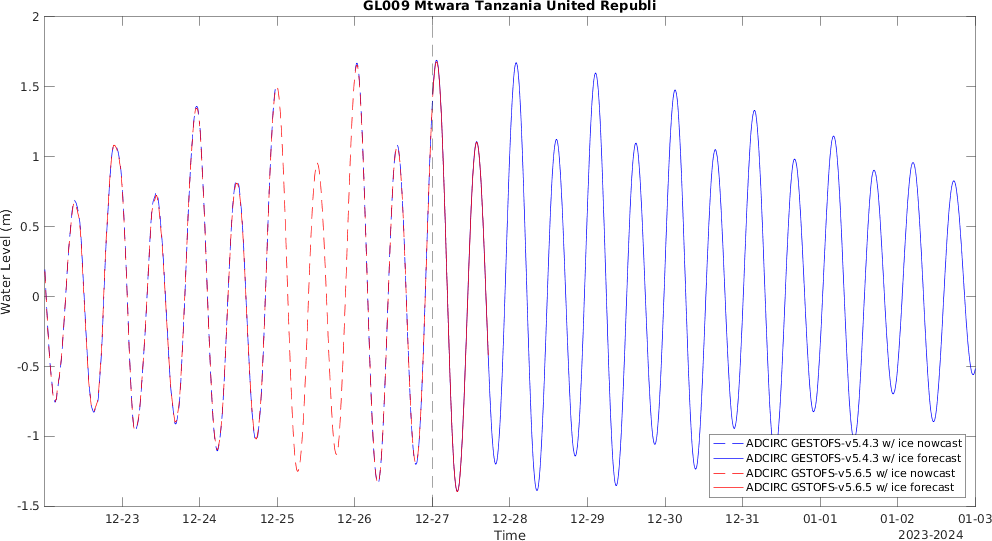 GL009 Mtwara Tanzania United Republi
2
1.5
1
0.5
0
-0.5
-1
-1.5
Water Level (m)
ADCIRC GESTOFS-v5.4.3 w/ ice nowcast
ADCIRC GESTOFS-v5.4.3 w/ ice forecast
ADCIRC GSTOFS-v5.6.5 w/ ice nowcast
ADCIRC GSTOFS-v5.6.5 w/ ice forecast
12-23 12-24 12-25 12-26 12-27 12-28 12-29 12-30 12-31 01-01 01-02 01-03
Time
2023-2024